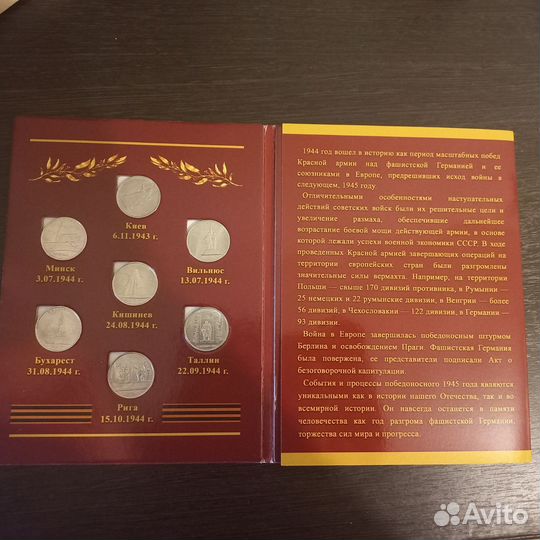 Киев
6.11.1943 г.
Минск
3.07.1944 г.
Вильнюс
13.07.1944 г.
Кишинев
24.08.1944 г.
Бухарест
31.08.1944 г.
Таллин
22.09.1944 г.
Рига
15.10.1944 г.
1944 год вошел в историю как период масштабных побед
Красной армии над фашистской Германией и ее
союзниками в Европе, предрешивших исход войны в
следующем, 1945 году.
Отличительными особенностями наступательных
действий советских войск были их решительные цели и
увеличение размаха, обеспечившие дальнейшее
возрастание боевой мощи действующей армии, в основе
которой лежали успехи военной экономики СССР. В ходе
проведенных Красной армией завершающих операций на
территории европейских стран были разгромлены
значительные силы вермахта. Например, на территории
Польши — свыше 170 дивизий противника, в Румынии —
25 немецких и 22 румынские дивизии, в Венгрии — более
56 дивизий, в Чехословакии — 122 дивизии, в Германии —
93 дивизии.
Война в Европе завершилась победоносным штурмом
Берлина и освобождением Праги. Фашистская Германия
была повержена, ее представители подписали Акт о
безоговорочной капитуляции.
События и процессы победоносного 1945 года являются
уникальными как в истории нашего Отечества, так и во
всемирной истории. Он навсегда останется в памяти
человечества как год разгрома фашистской Германии,
торжества сил мира и прогресса.
Avito